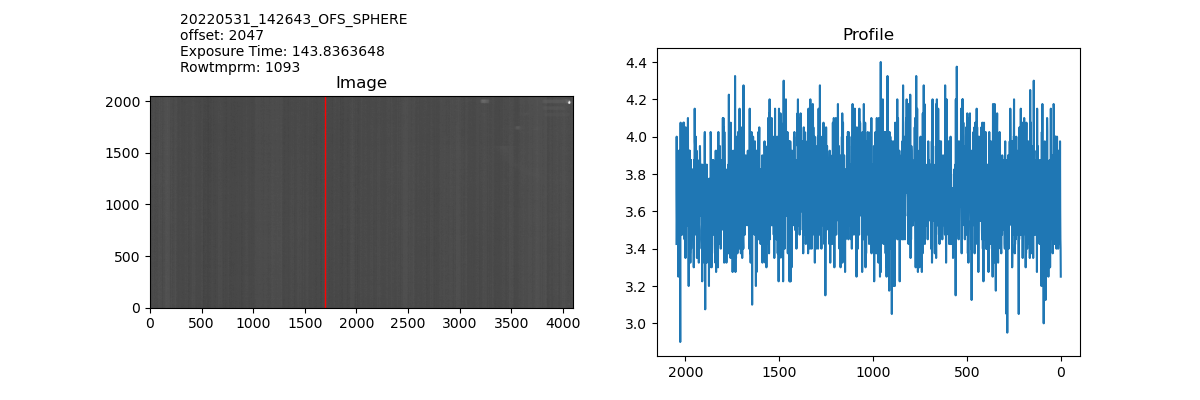 20220531_142643_OFS_SPHERE
offset: 2047
Exposure Time: 143.8363648
Rowtmprm: 1093
Image
2000
1500
1000
500
0
0 500 1000 1500 2000 2500 3000 3500 4000
Profile
4.4
4.2
4.0
3.8
3.6
3.4
3.2
3.0
2000 1500 1000 500 0